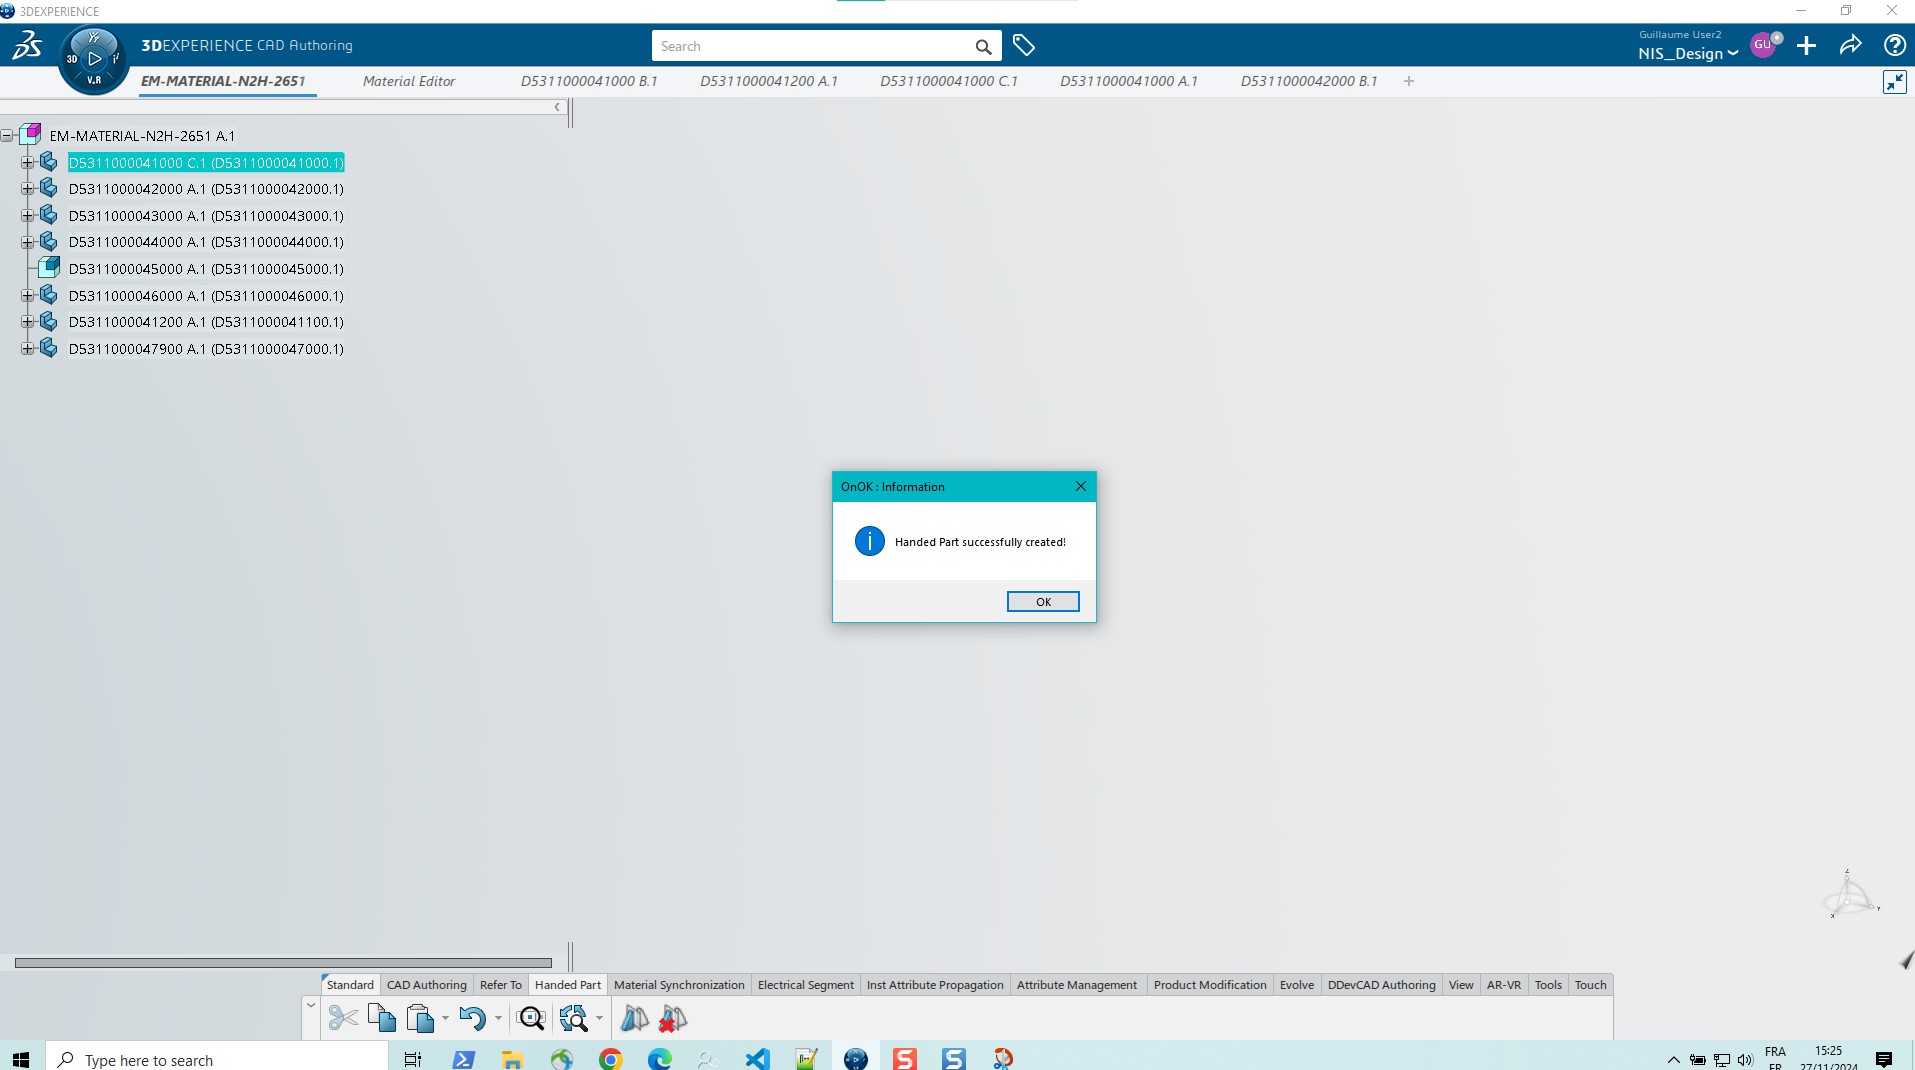 3DEXPERIENCE
3DEXPERIENCE CAD Authoring
Search
Guillaume User2
NIS_Design
GU
3D
V.R
EM-MATERIAL-N2H-2651
Material Editor
D5311000041000 B.1
D5311000041200 A.1
D5311000041000 C.1
D5311000041000 A.1
D5311000042000 B.1
EM-MATERIAL-N2H-2651 A.1
D5311000041000 C.1 (D5311000041000.1)
D5311000042000 A.1 (D5311000042000.1)
D5311000043000 A.1 (D5311000043000.1)
D5311000044000 A.1 (D5311000044000.1)
D5311000045000 A.1 (D5311000045000.1)
D5311000046000 A.1 (D5311000046000.1)
D5311000041200 A.1 (D5311000041100.1)
D5311000047900 A.1 (D5311000047000.1)
OnOK : Information
Handed Part successfully created!
OK
z
x
y
Standard
CAD Authoring
Refer To
Handed Part
Material Synchronization
Electrical Segment
Inst Attribute Propagation
Attribute Management
Product Modification
Evolve
DDevCAD Authoring
View
AR-VR
Tools
Touch
Type here to search
FRA
FR
15:25
27/11/2024